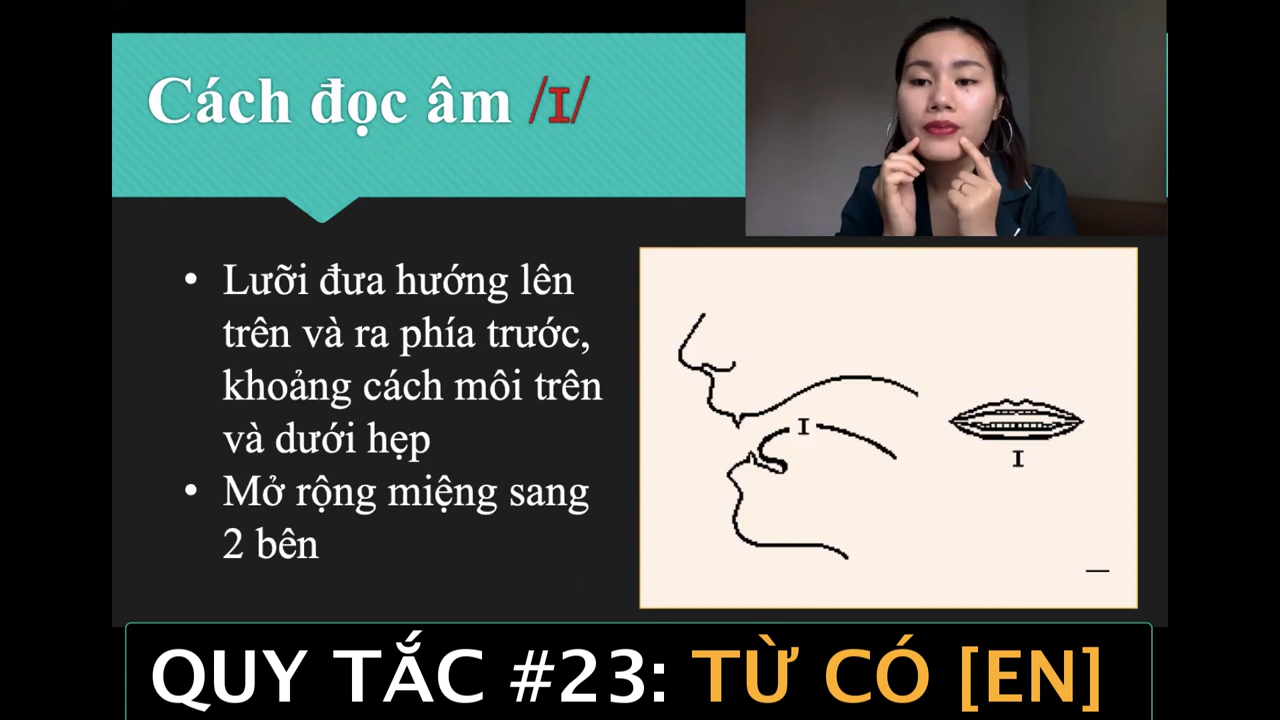 Cách đọc âm /ɪ/
• Lưỡi đưa hướng lên
trên và ra phía trước,
khoảng cách môi trên
và dưới hẹp
• Mở rộng miệng sang
2 bên
I
I
QUY TẮC #23: TỪ CÓ [EN]